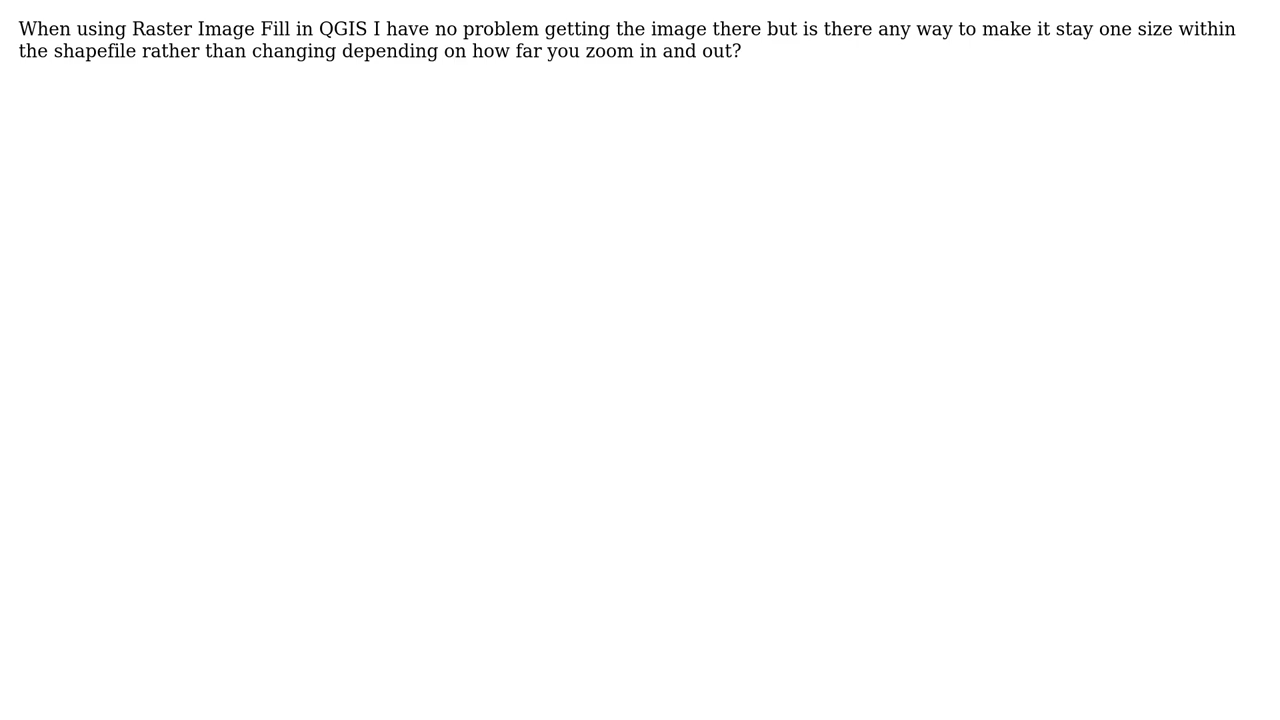 When using Raster Image Fill in QGIS I have no problem getting the image there but is there any way to make it stay one size within
the shapefile rather than changing depending on how far you zoom in and out?